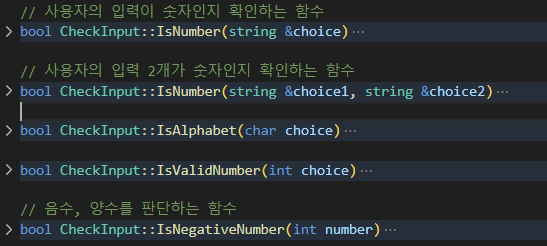 // 사용자의 입력이 숫자인지 확인하는 함수
bool CheckInput::IsNumber(string &choice)⋯
// 사용자의 입력 2개가 숫자인지 확인하는 함수
bool CheckInput::IsNumber(string &choice1, string &choice2)⋯
bool CheckInput::IsAlphabet(char choice)⋯
bool CheckInput::IsValidNumber(int choice)⋯
// 음수, 양수를 판단하는 함수
bool CheckInput::IsNegativeNumber(int number)⋯